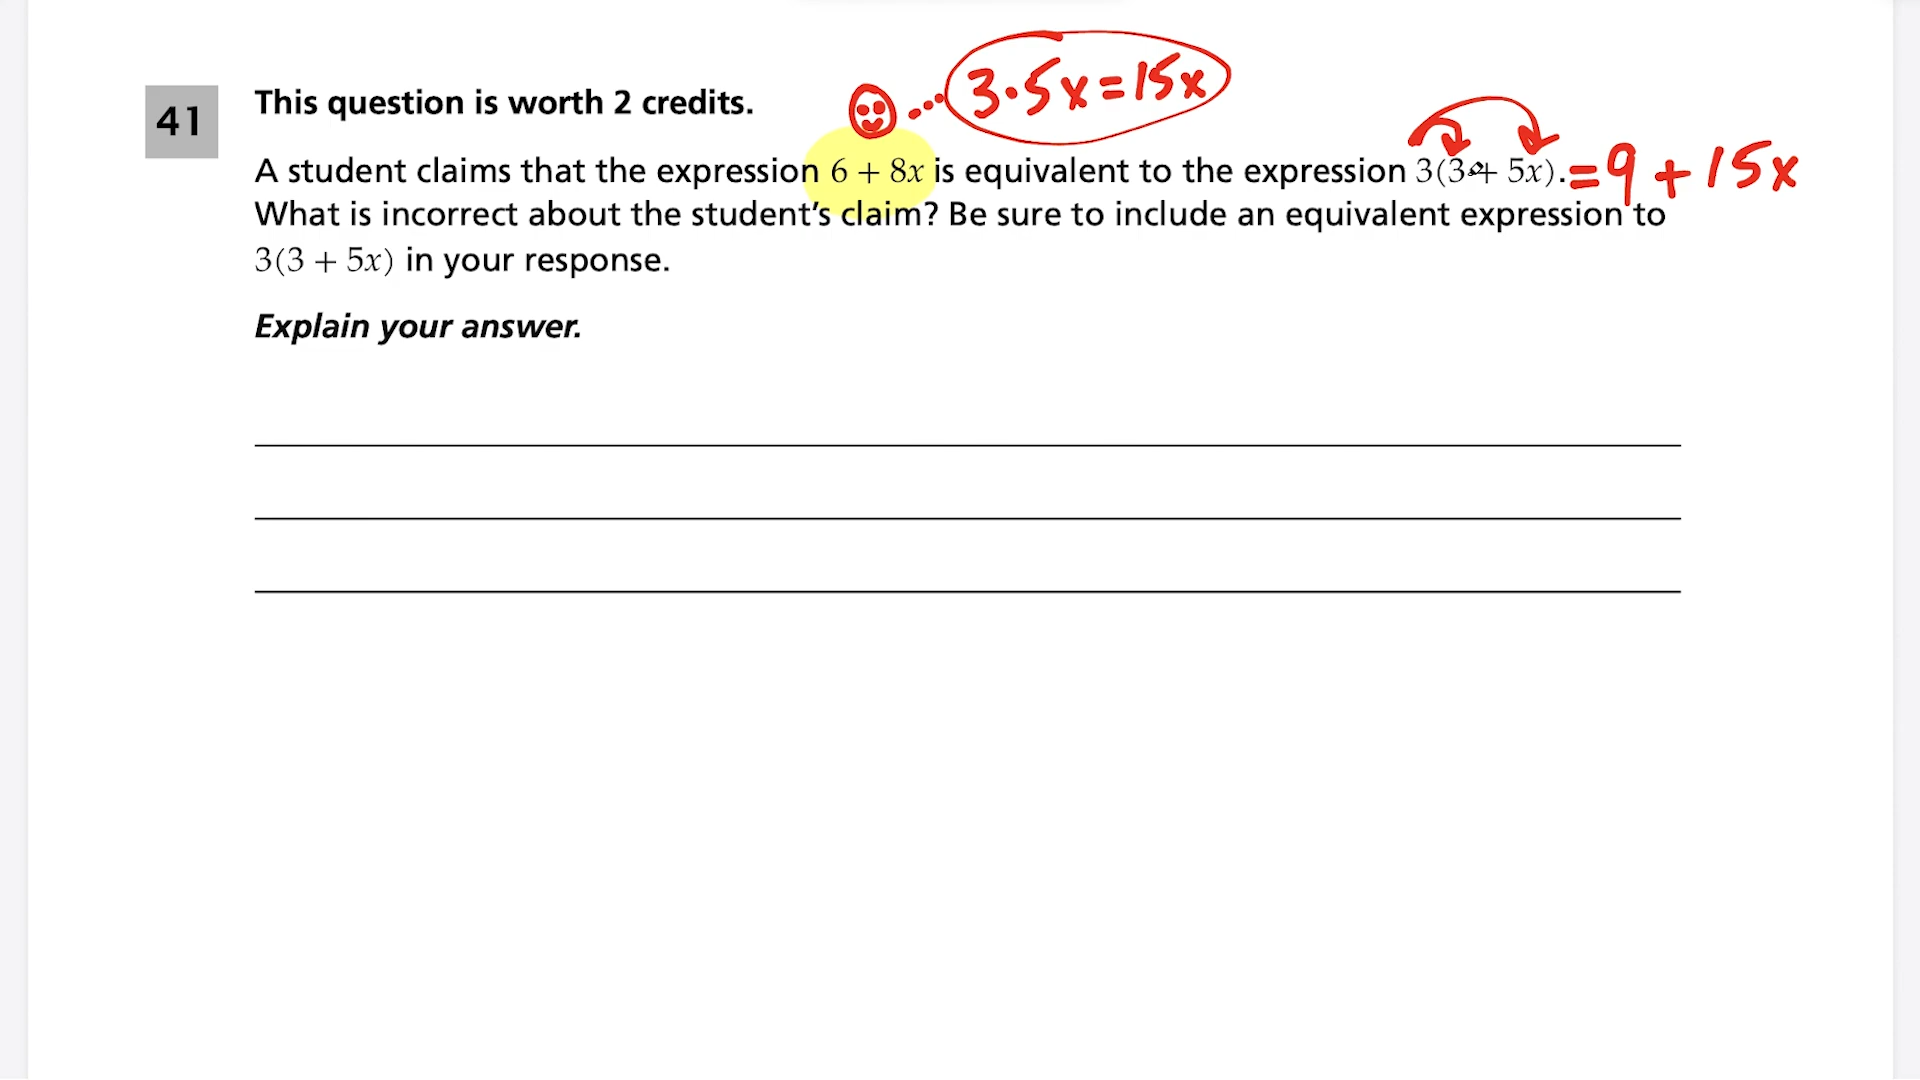 3·5x=15x
41
This question is worth 2 credits.
A student claims that the expression 6 + 8x is equivalent to the expression 3(3 + 5x). =9+15x
What is incorrect about the student’s claim? Be sure to include an equivalent expression to
3(3 + 5x) in your response.
Explain your answer.